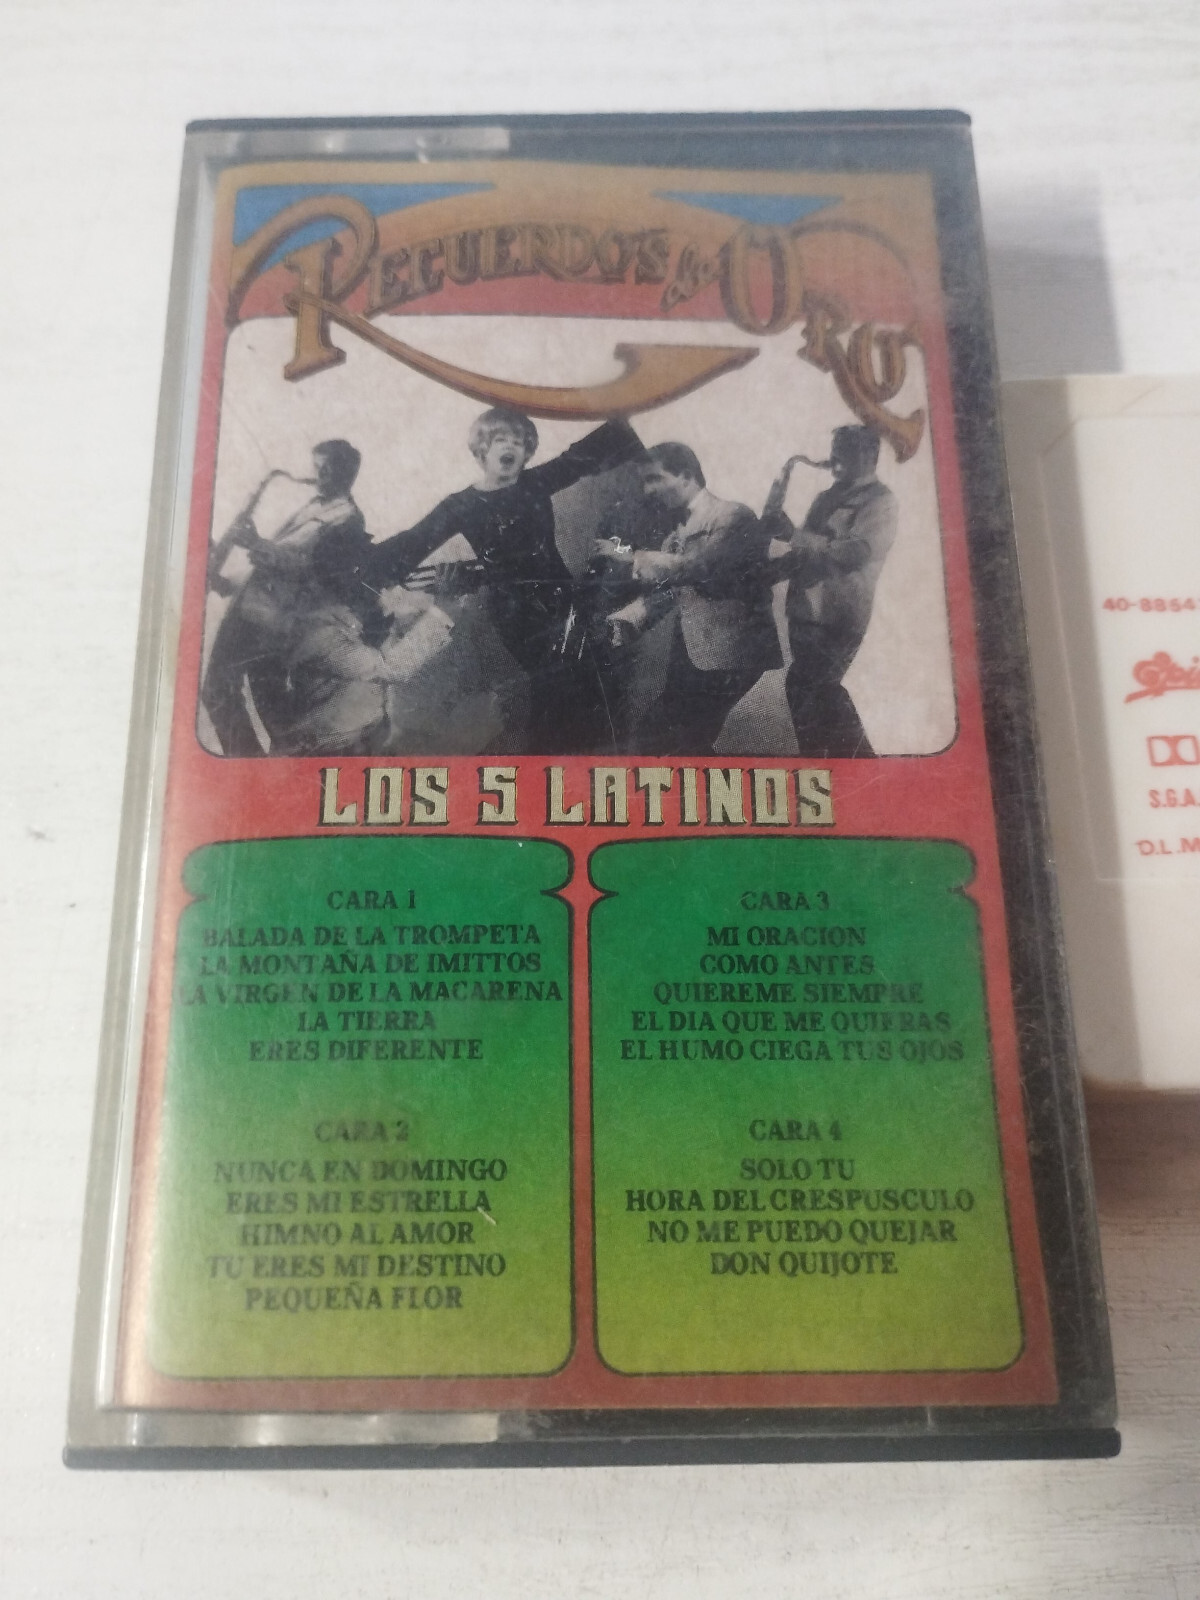 RECUERDOS de ORO
LOS 5 LATINOS
CARA 1
BALADA DE LA TROMPETA
LA MONTAÑA DE IMITTOS
LA VIRGEN DE LA MACARENA
LA TIERRA
ERES DIFERENTE
CARA 2
NUNCA EN DOMINGO
ERES MI ESTRELLA
HIMNO AL AMOR
TU ERES MI DESTINO
PEQUEÑA FLOR
CARA 3
MI ORACION
COMO ANTES
QUIEREME SIEMPRE
EL DIA QUE ME QUIERAS
EL HUMO CIEGA TUS OJOS
CARA 4
SOLO TU
HORA DEL CRESPUSCULO
NO ME PUEDO QUEJAR
DON QUIJOTE
40-8854
S.G.A.
D.L.M